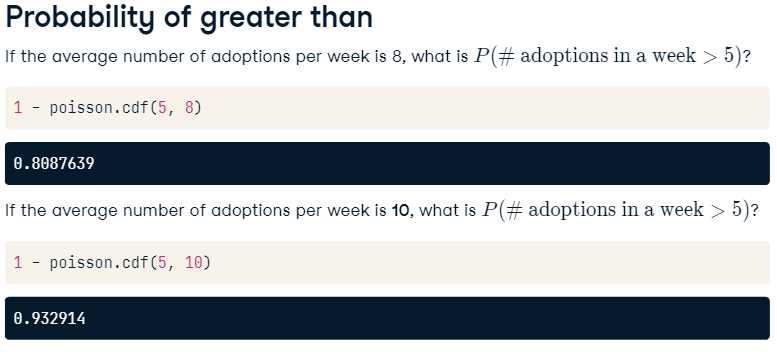 Probability of greater than
If the average number of adoptions per week is 8, what is P(# adoptions in a week > 5)?
1 - poisson.cdf(5, 8)
0.8087639
If the average number of adoptions per week is 10, what is P(# adoptions in a week > 5)?
1 - poisson.cdf(5, 10)
0.932914